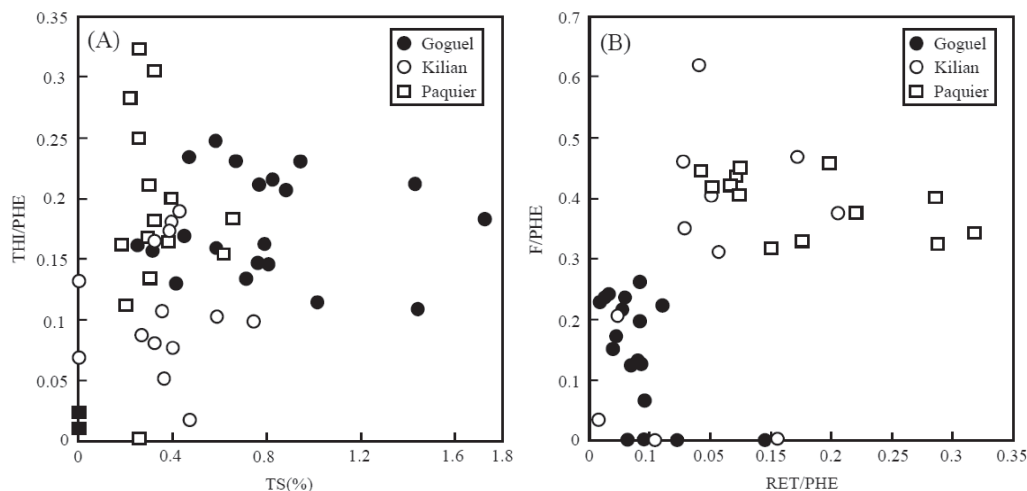 (A)
Goguel
Kilian
Paquier
0.35
0.3
0.25
0.2
0.15
0.1
0.05
0
THI/PHE
0 0.4 0.8 1.2 1.6 1.8
TS(%)
(B)
Goguel
Kilian
Paquier
0.7
0.6
0.5
0.4
0.3
0.2
0.1
0
F/PHE
0 0.1 0.05 0.15 0.2 0.25 0.3 0.35
RET/PHE